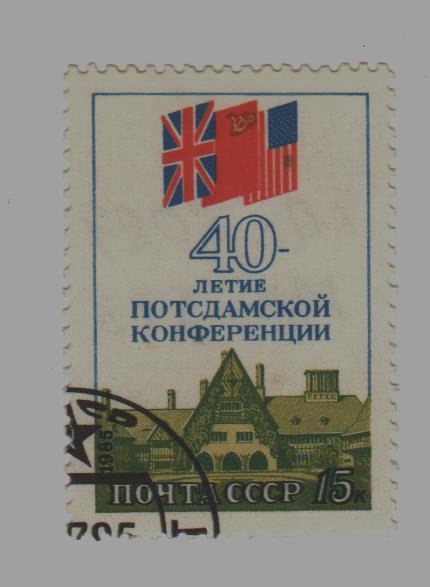 40-
ЛЕТИЕ
ПОТСДАМСКОЙ
КОНФЕРЕНЦИИ
1985
ПОЧТА СССР 15к